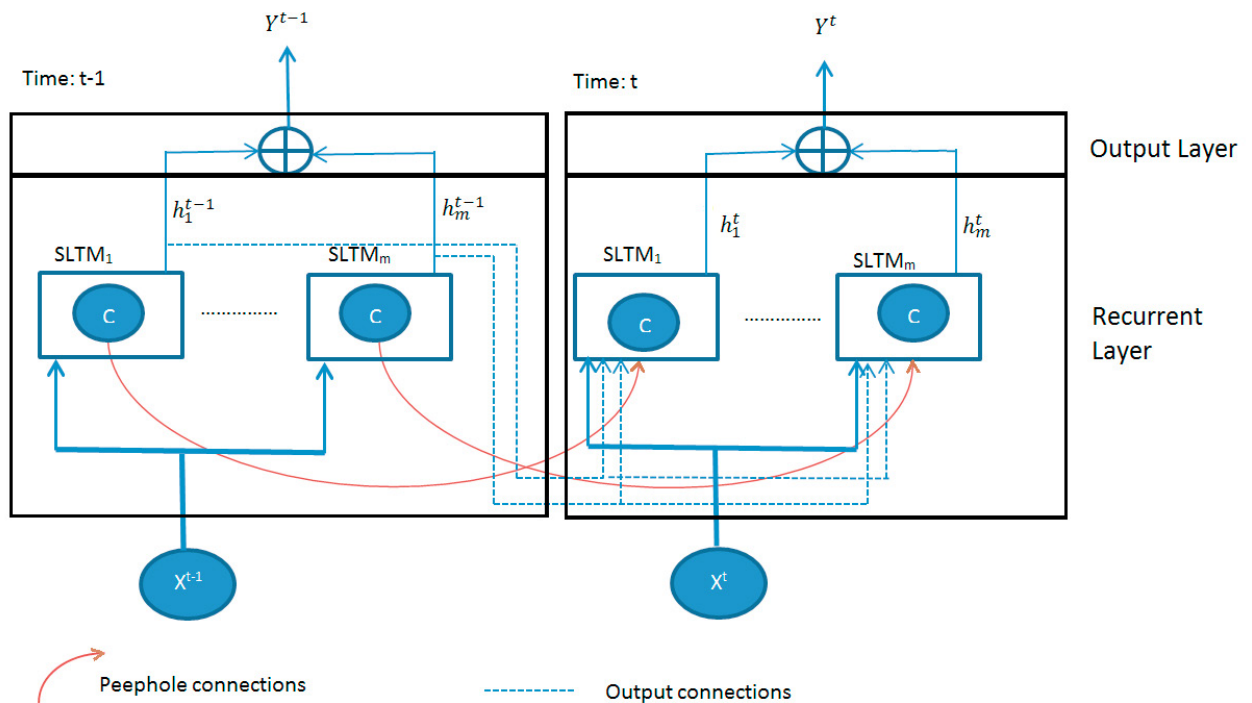 Y^{t-1}
Y^{t}
Time: t-1
Time: t
Output Layer
h_1^{t-1}
h_m^{t-1}
h_1^{t}
h_m^{t}
SLTM₁
SLTMₘ
SLTM₁
SLTMₘ
C
...............
C
C
...............
C
Recurrent
Layer
X^{t-1}
X^{t}
Peephole connections
Output connections